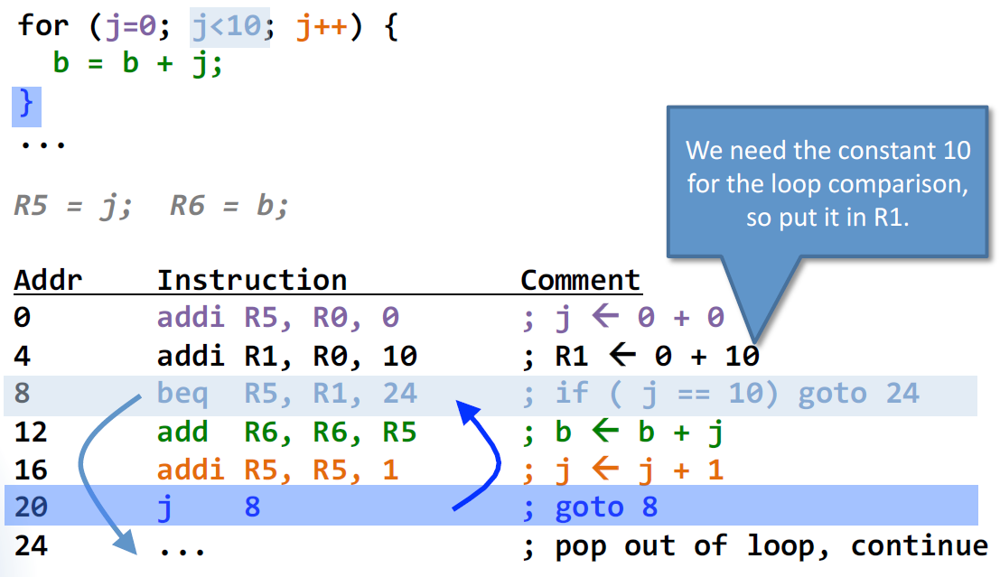 for (j=0; j<10; j++) {
b = b + j;
}
...
We need the constant 10
for the loop comparison,
so put it in R1.
R5 = j; R6 = b;
Addr Instruction Comment
0 addi R5, R0, 0 ; j ← 0 + 0
4 addi R1, R0, 10 ; R1 ← 0 + 10
8 beq R5, R1, 24 ; if ( j == 10) goto 24
12 add R6, R6, R5 ; b ← b + j
16 addi R5, R5, 1 ; j ← j + 1
20 j 8 ; goto 8
24 ... ; pop out of loop, continue